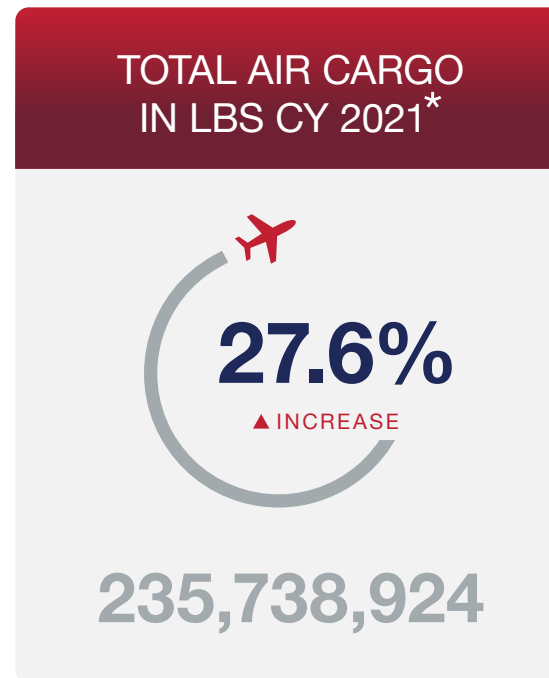 TOTAL AIR CARGO
IN LBS CY 2021*
27.6%
▲ INCREASE
235,738,924